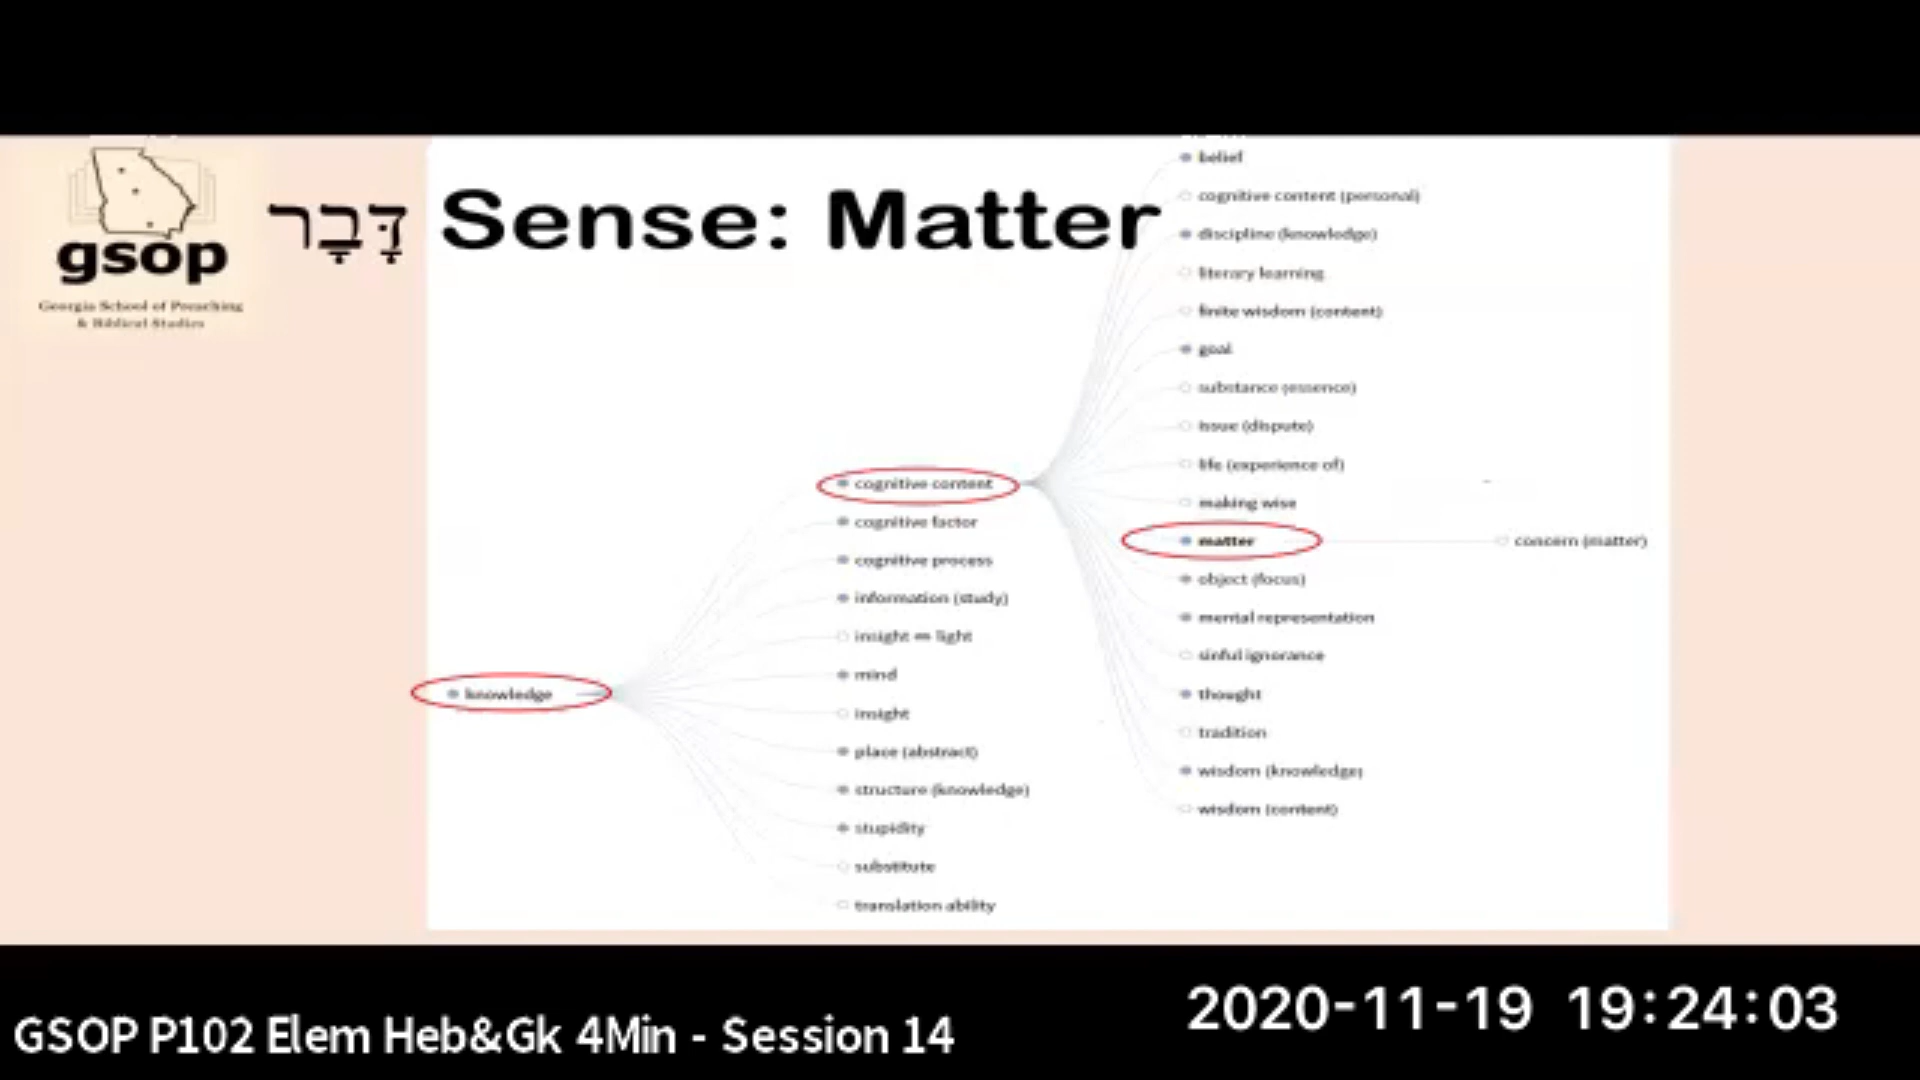 דָּבָר Sense: Matter
gsop
Georgia School of Preaching
& Biblical Studies
knowledge
cognitive content
cognitive factor
cognitive process
information (study)
insight ⇔ light
mind
insight
place (abstract)
structure (knowledge)
stupidity
substitute
translation ability
belief
cognitive content (personal)
discipline (knowledge)
literary learning
finite wisdom (content)
goal
substance (essence)
issue (dispute)
life (experience of)
making wise
matter
object (focus)
mental representation
sinful ignorance
thought
tradition
wisdom (knowledge)
wisdom (content)
concern (matter)
GSOP P102 Elem Heb&Gk 4Min - Session 14
2020-11-19 19:24:03